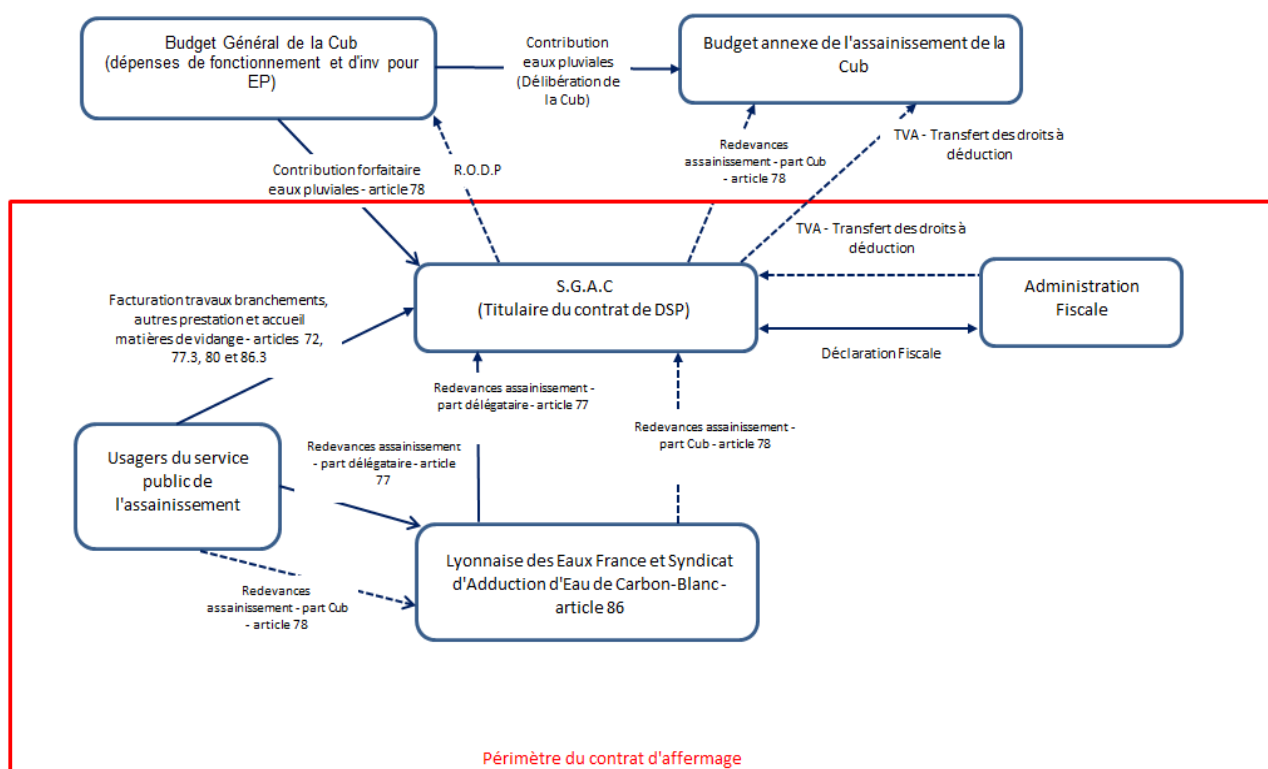 Budget Général de la Cub
(dépenses de fonctionnement et d'inv pour
EP)
Contribution
eaux pluviales
(Délibération de
la Cub)
Budget annexe de l'assainissement de la
Cub
Contribution forfaitaire
eaux pluviales - article 78
R.O.D.P
Redevances
assainissement - part Cub
- article 78
TVA - Transfert des droits à
déduction
TVA - Transfert des droits à
déduction
S.G.A.C
(Titulaire du contrat de DSP)
Administration
Fiscale
Déclaration Fiscale
Facturation travaux branchements,
autres prestation et accueil
matières de vidange - articles 72,
77.3, 80 et 86.3
Redevances assainissement -
part délégataire - article 77
Redevances assainissement -
part Cub - article 78
Usagers du service
public de
l'assainissement
Redevances assainissement
- part délégataire - article
77
Lyonnaise des Eaux France et Syndicat
d'Adduction d'Eau de Carbon-Blanc -
article 86
Redevances
assainissement - part Cub
- article 78
Périmètre du contrat d'affermage